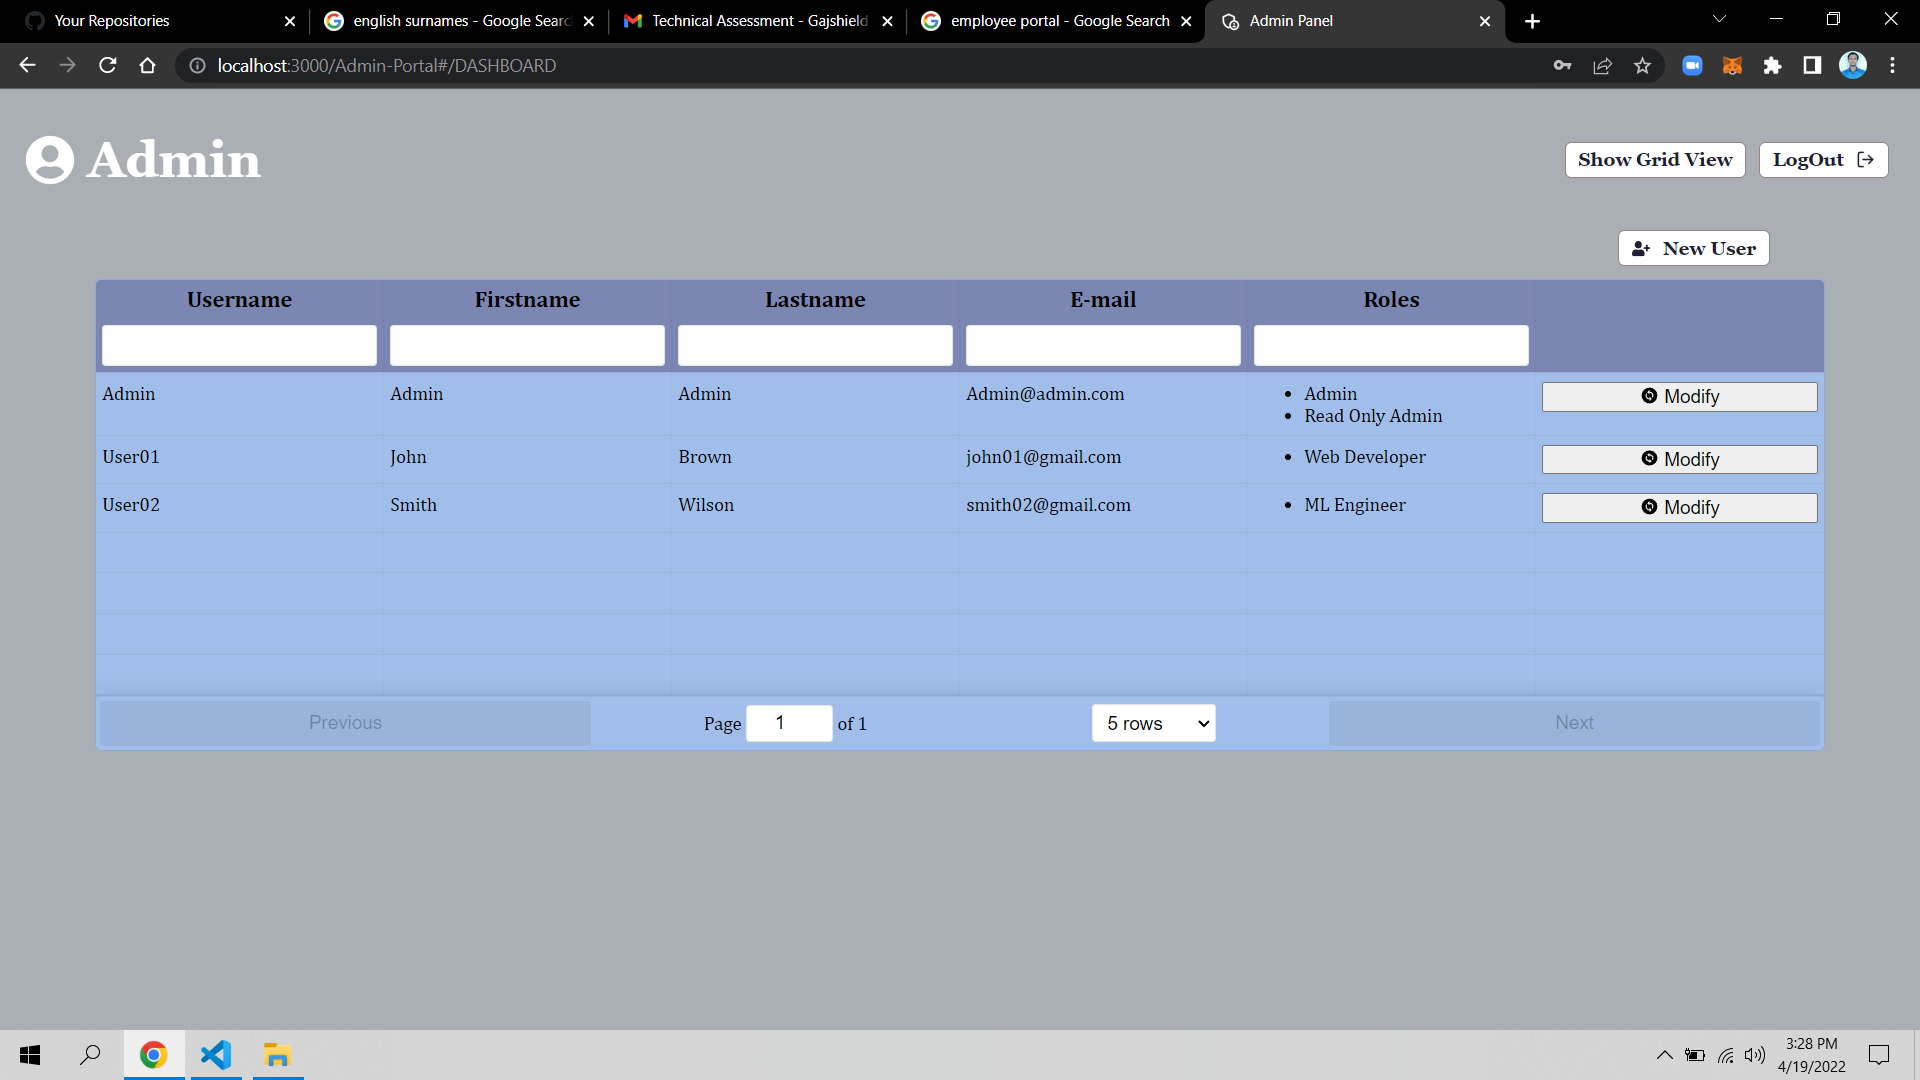 Your Repositories
english surnames - Google Searc
Technical Assessment - Gajshield
employee portal - Google Search
Admin Panel
localhost:3000/Admin-Portal#/DASHBOARD
Admin
Show Grid View
LogOut
New User
Username Firstname Lastname E-mail Roles
Admin Admin Admin Admin@admin.com • Admin Modify
• Read Only Admin
User01 John Brown john01@gmail.com • Web Developer Modify
User02 Smith Wilson smith02@gmail.com • ML Engineer Modify
Previous Page 1 of 1 5 rows Next
3:28 PM
4/19/2022